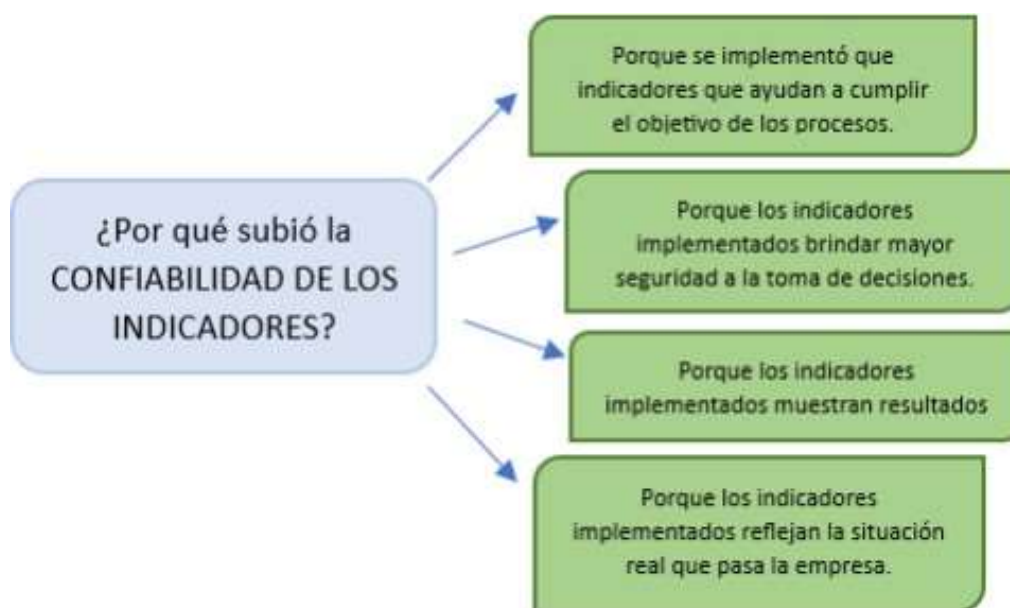 ¿Por qué subió la
CONFIABILIDAD DE LOS
INDICADORES?
Porque se implementó que
indicadores que ayudan a cumplir
el objetivo de los procesos.
Porque los indicadores
implementados brindar mayor
seguridad a la toma de decisiones.
Porque los indicadores
implementados muestran resultados
Porque los indicadores
implementados reflejan la situación
real que pasa la empresa.